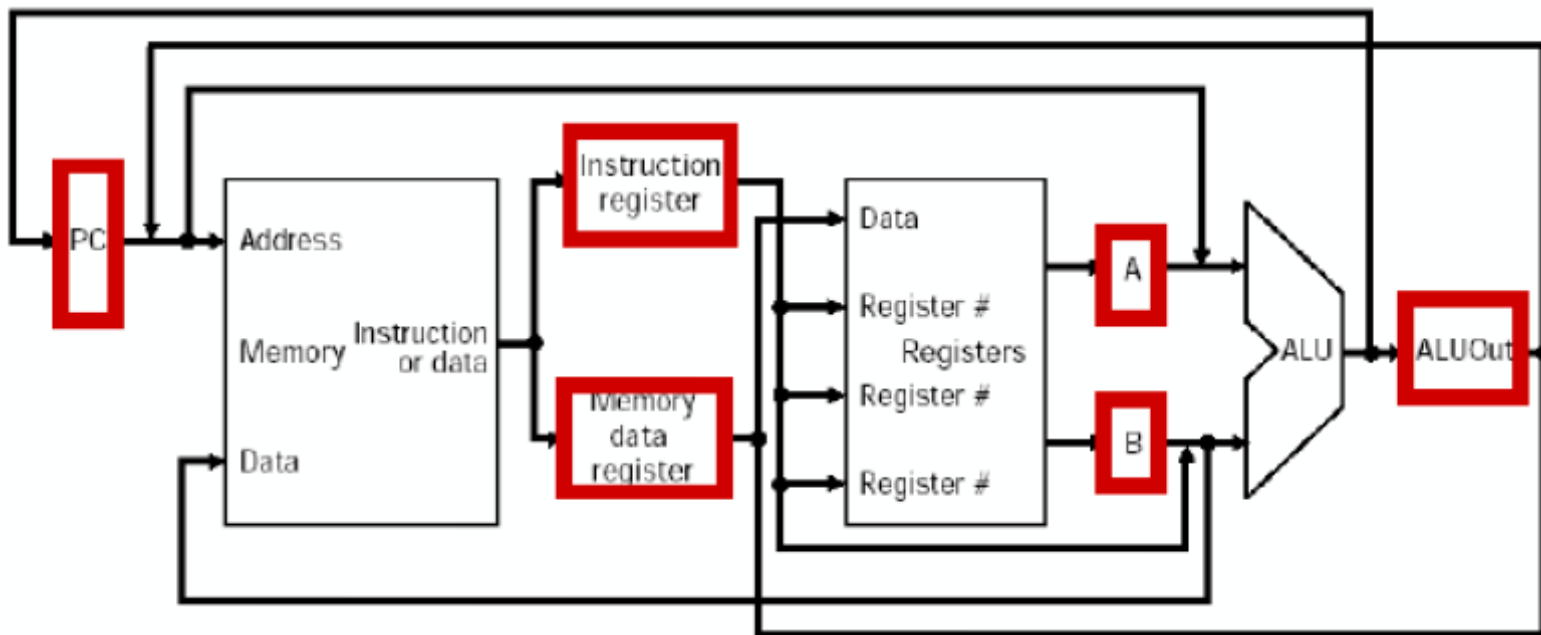 PC
Address
Memory
Instruction
or data
Data
Instruction
register
Memory
data
register
Data
Register #
Registers
Register #
Register #
A
B
ALU
ALUOut